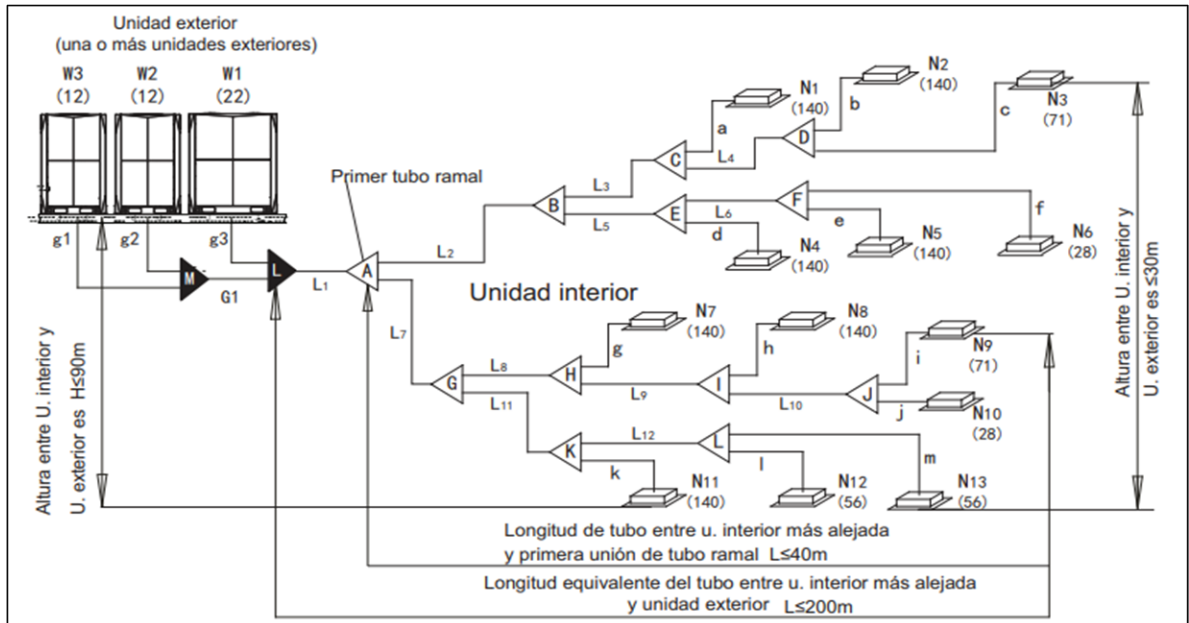 Unidad exterior
(una o más unidades exteriores)
W3
(12)
W2
(12)
W1
(22)
g1
g2
g3
M
G1
L
L1
Primer tubo ramal
A
L2
B
L3
C
a
N1
(140)
L4
D
b
N2
(140)
c
N3
(71)
L5
E
L6
F
f
N6
(28)
e
N5
(140)
d
N4
(140)
Unidad interior
L7
G
L8
H
g
N7
(140)
L9
I
h
N8
(140)
L10
J
i
N9
(71)
j
N10
(28)
L11
K
L12
L
m
N13
(56)
l
N12
(56)
k
N11
(140)
Altura entre U. interior y
U. exterior es H≤90m
Altura entre U. interior y
U. exterior es ≤30m
Longitud de tubo entre u. interior más alejada
y primera unión de tubo ramal L≤40m
Longitud equivalente del tubo entre u. interior más alejada
y unidad exterior L≤200m